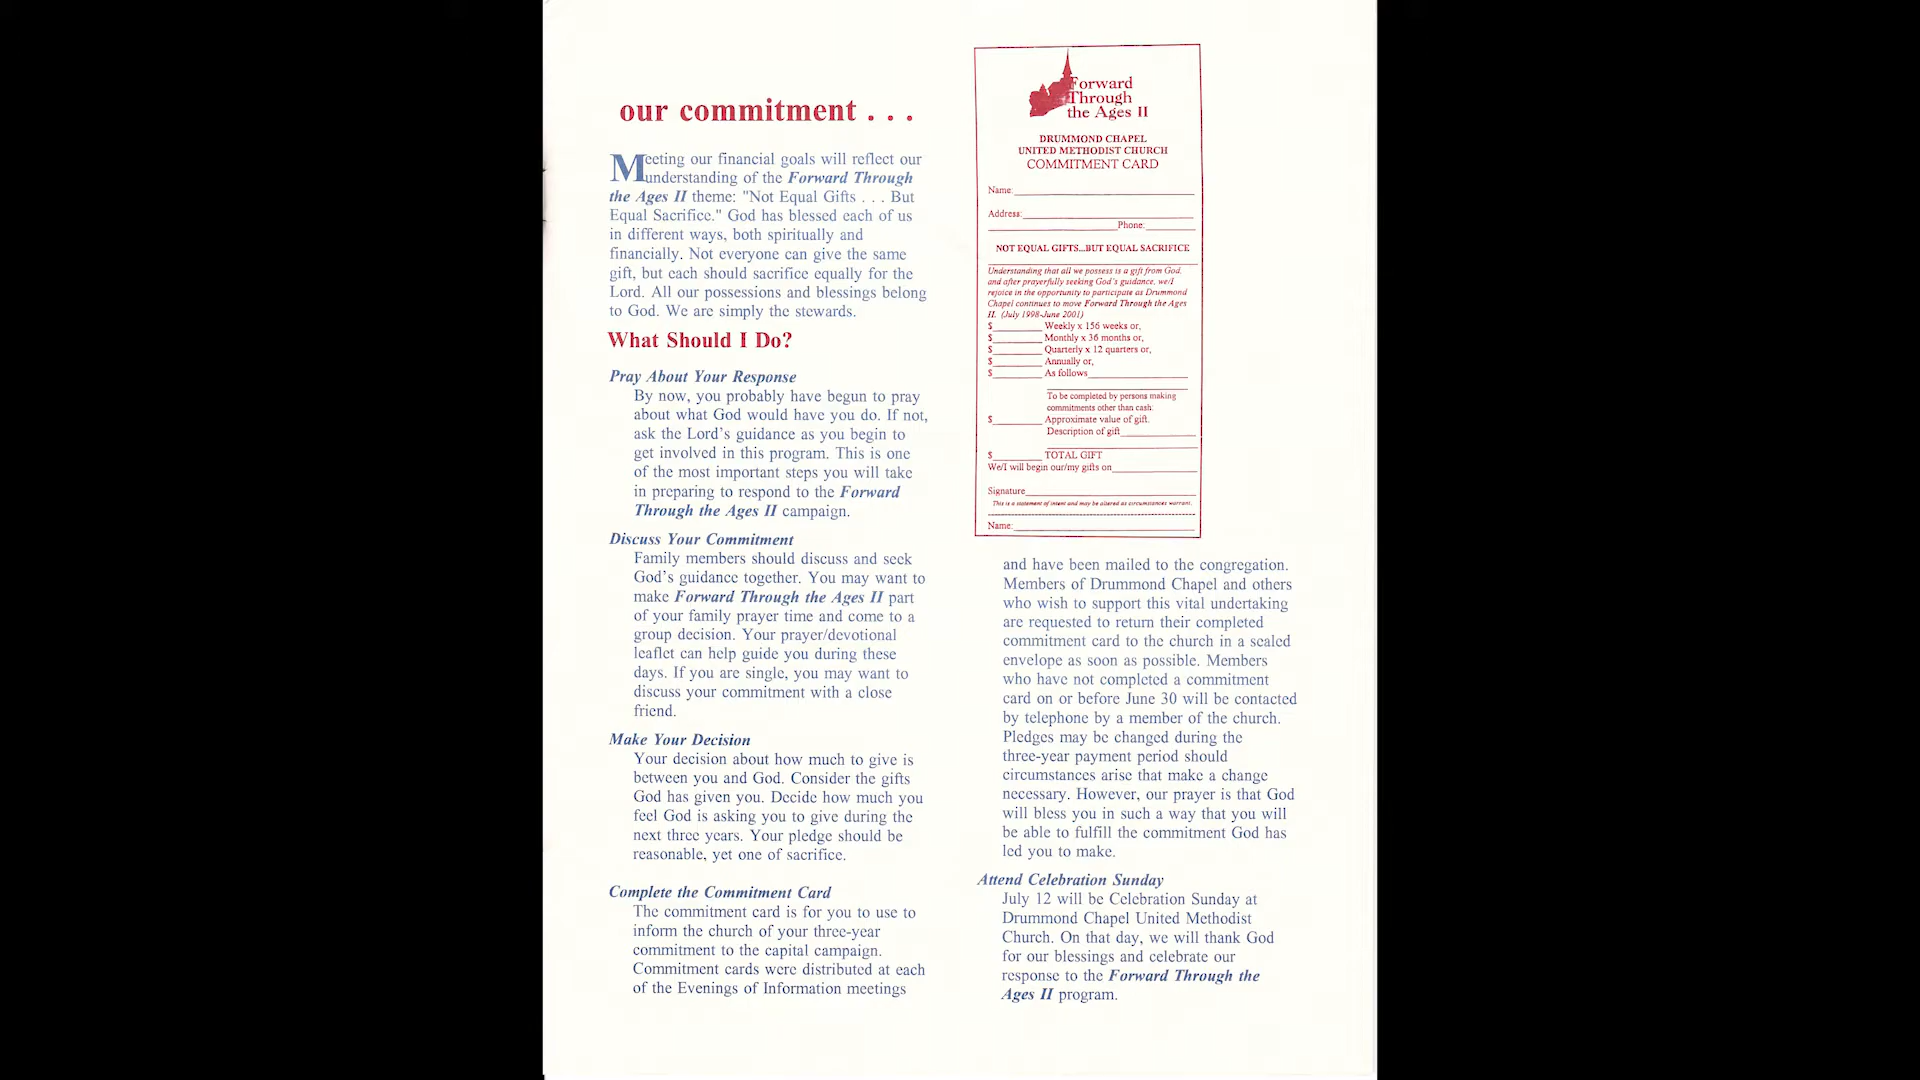 our commitment . . .
Meeting our financial goals will reflect our
understanding of the Forward Through
the Ages II theme: "Not Equal Gifts . . . But
Equal Sacrifice." God has blessed each of us
in different ways, both spiritually and
financially. Not everyone can give the same
gift, but each should sacrifice equally for the
Lord. All our possessions and blessings belong
to God. We are simply the stewards.
What Should I Do?
Pray About Your Response
By now, you probably have begun to pray
about what God would have you do. If not,
ask the Lord's guidance as you begin to
get involved in this program. This is one
of the most important steps you will take
in preparing to respond to the Forward
Through the Ages II campaign.
Discuss Your Commitment
Family members should discuss and seek
God's guidance together. You may want to
make Forward Through the Ages II part
of your family prayer time and come to a
group decision. Your prayer/devotional
leaflet can help guide you during these
days. If you are single, you may want to
discuss your commitment with a close
friend.
Make Your Decision
Your decision about how much to give is
between you and God. Consider the gifts
God has given you. Decide how much you
feel God is asking you to give during the
next three years. Your pledge should be
reasonable, yet one of sacrifice.
Complete the Commitment Card
The commitment card is for you to use to
inform the church of your three-year
commitment to the capital campaign.
Commitment cards were distributed at each
of the Evenings of Information meetings
Forward
Through
the Ages II
DRUMMOND CHAPEL
UNITED METHODIST CHURCH
COMMITMENT CARD
Name:
Address:
Phone:
NOT EQUAL GIFTS...BUT EQUAL SACRIFICE
Understanding that all we possess is a gift from God,
and after prayerfully seeking God's guidance, we/I
rejoice in the opportunity to participate as Drummond
Chapel continues to move Forward Through the Ages
II. (July 1998-June 2001)
$ Weekly x 156 weeks or,
$ Monthly x 36 months or,
$ Quarterly x 12 quarters or,
$ Annually or,
$ As follows
To be completed by persons making
commitments other than cash:
$ Approximate value of gift.
Description of gift
$ TOTAL GIFT
We/I will begin our/my gifts on
Signature
This is a statement of intent and may be altered as circumstances warrant.
Name:
and have been mailed to the congregation.
Members of Drummond Chapel and others
who wish to support this vital undertaking
are requested to return their completed
commitment card to the church in a sealed
envelope as soon as possible. Members
who have not completed a commitment
card on or before June 30 will be contacted
by telephone by a member of the church.
Pledges may be changed during the
three-year payment period should
circumstances arise that make a change
necessary. However, our prayer is that God
will bless you in such a way that you will
be able to fulfill the commitment God has
led you to make.
Attend Celebration Sunday
July 12 will be Celebration Sunday at
Drummond Chapel United Methodist
Church. On that day, we will thank God
for our blessings and celebrate our
response to the Forward Through the
Ages II program.